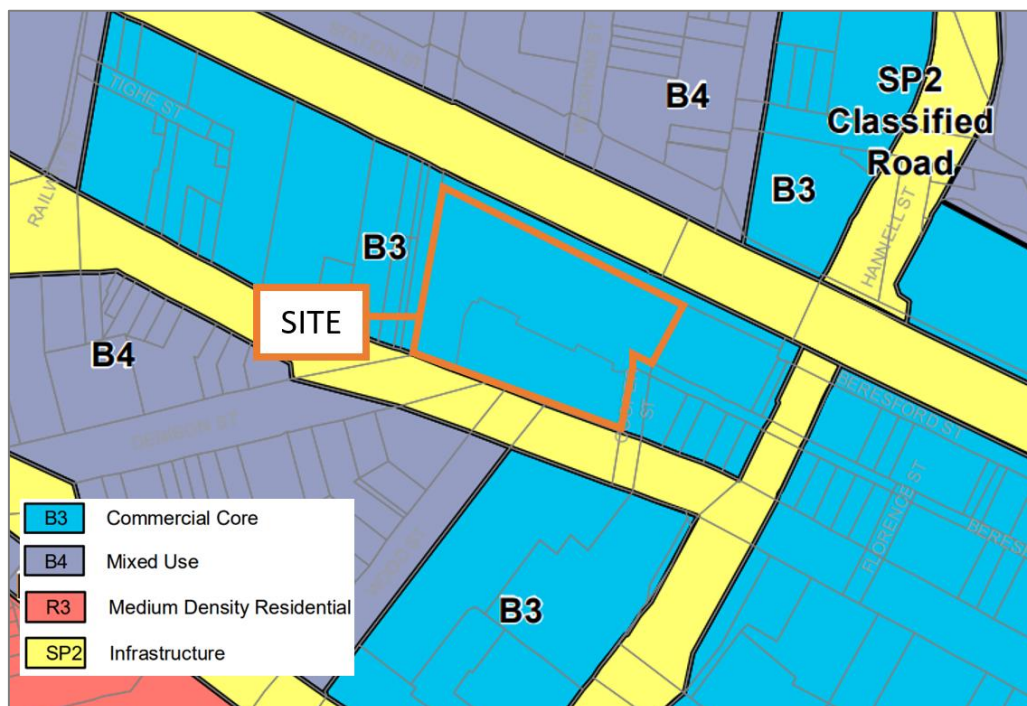 B4
SP2
Classified
Road
B3
TIGHE ST
HANNELL ST
B3
SITE
B4
BERESFORD ST
ST
FLORENCE ST
B3
B3 Commercial Core
B4 Mixed Use
R3 Medium Density Residential
SP2 Infrastructure